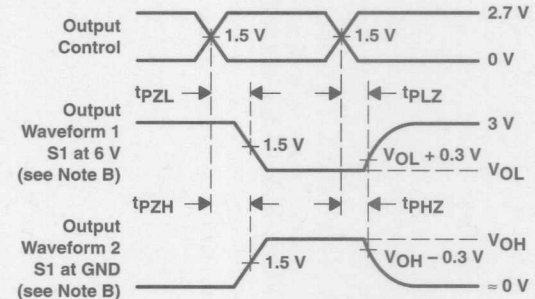 Output
Control
1.5 V
1.5 V
2.7 V
0 V
tPZL
tPLZ
Output
Waveform 1
S1 at 6 V
(see Note B)
1.5 V
3 V
VOL + 0.3 V
VOL
tPZH
tPHZ
Output
Waveform 2
S1 at GND
(see Note B)
1.5 V
VOH
VOH − 0.3 V
≈ 0 V